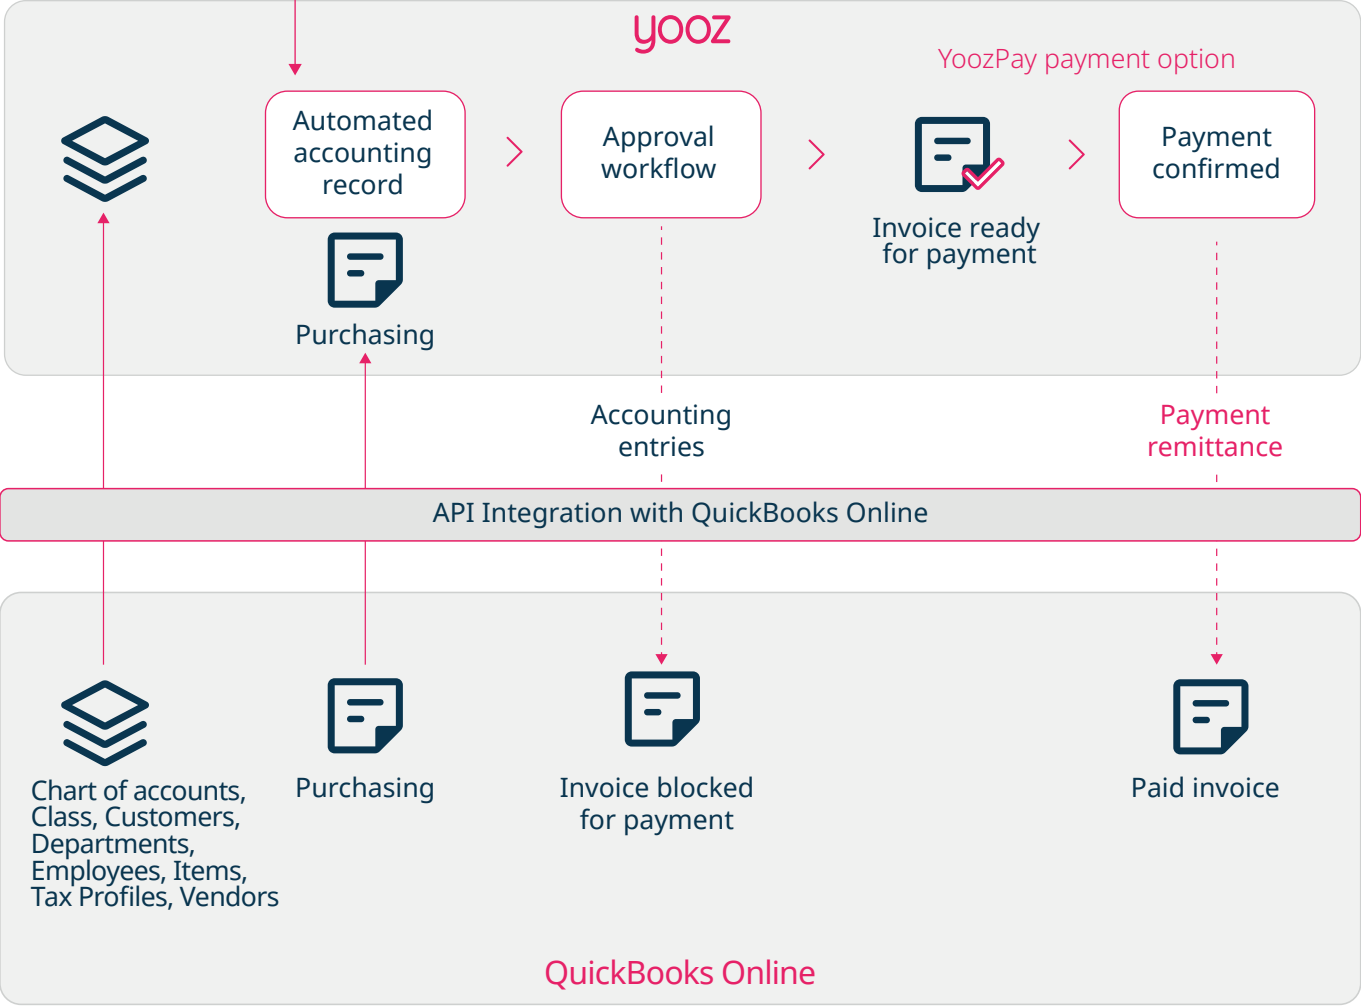 yooz
YoozPay payment option
Automated
accounting
record
Approval
workflow
Payment
confirmed
Invoice ready
for payment
Purchasing
Accounting
entries
Payment
remittance
API Integration with QuickBooks Online
Chart of accounts,
Class, Customers,
Departments,
Employees, Items,
Tax Profiles, Vendors
Purchasing
Invoice blocked
for payment
Paid invoice
QuickBooks Online